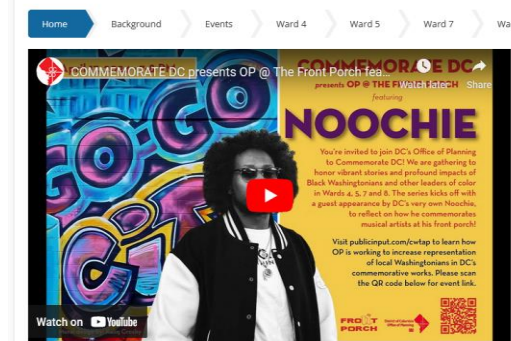 Home
Background
Events
Ward 4
Ward 5
Ward 7
Wa
COMMEMORATE DC presents OP @ The Front Porch fea...
Watch later
Share
COMMEMORATE DC
presents OP @ THE FRONT PORCH
featuring
NOOCHIE
You're invited to join DC's Office of Planning
to Commemorate DC! We are gathering to
honor vibrant stories and profound impacts of
Black Washingtonians and other leaders of color
in Wards 4, 5, 7 and 8. The series kicks off with
a guest appearance by DC's very own Noochie,
to reflect on how he commemorates
musical artists at his front porch!
Visit publicinput.com/cwtap to learn how
OP is working to increase representation
of local Washingtonians in DC's
commemorative works. Please scan
the QR code below for event link.
GO-GO
City
FRONT
PORCH
Watch on YouTube